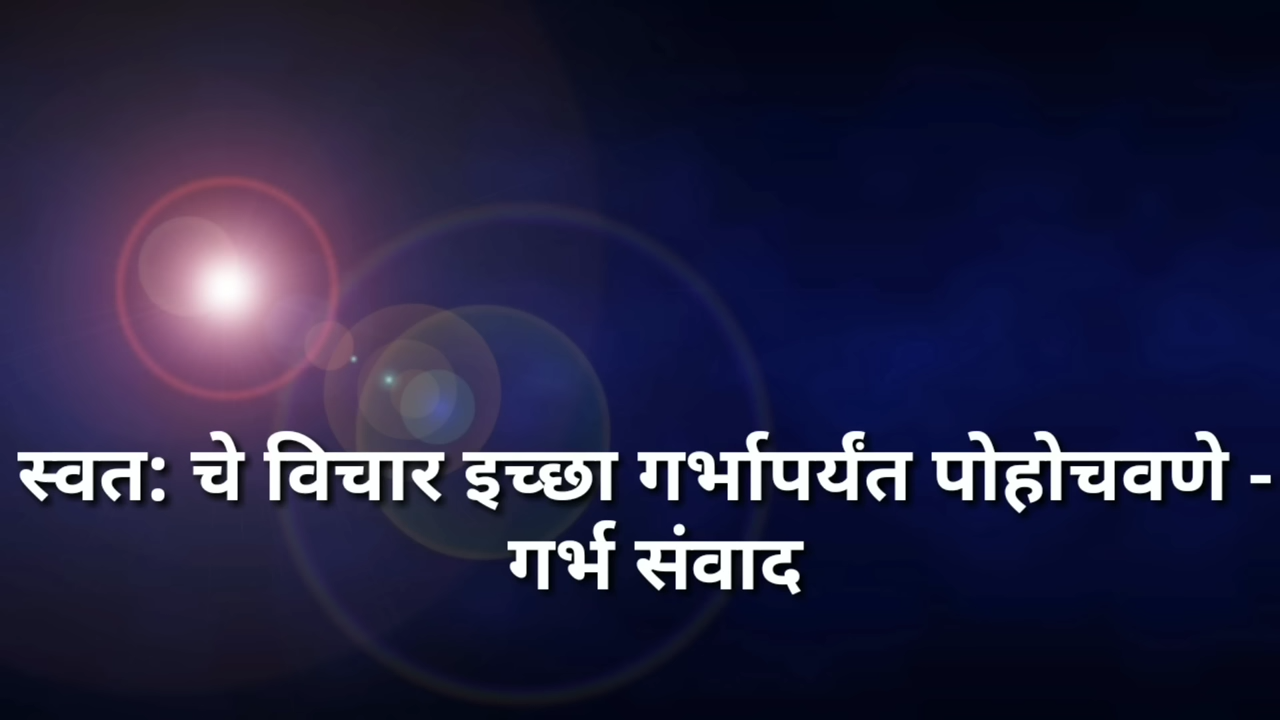 स्वत: चे विचार इच्छा गर्भापर्यंत पोहोचवणे -
गर्भ संवाद